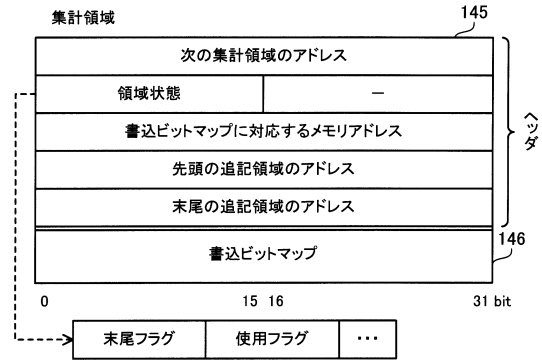 集計領域
145
次の集計領域のアドレス
領域状態
－
書込ビットマップに対応するメモリアドレス
先頭の追記領域のアドレス
末尾の追記領域のアドレス
ヘッダ
146
書込ビットマップ
0 15 16 31 bit
末尾フラグ 使用フラグ ･･･